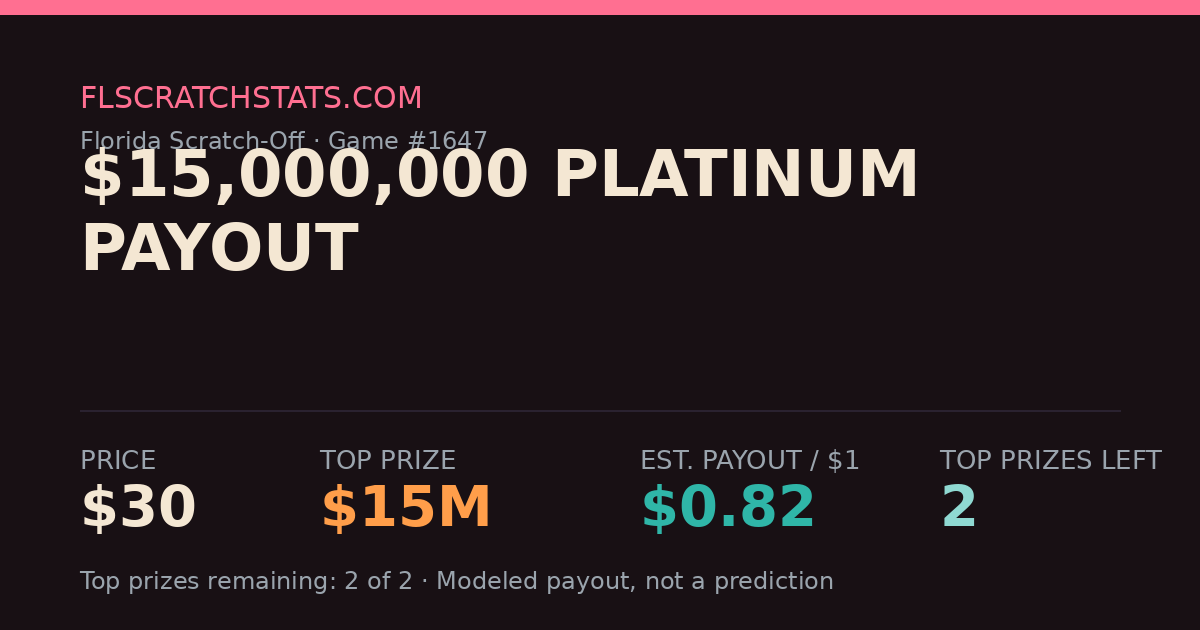 FLSCRATCHSTATS.COM
Florida Scratch-Off · Game #1647
$15,000,000 PLATINUM
PAYOUT
PRICE
$30
TOP PRIZE
$15M
EST. PAYOUT / $1
$0.82
TOP PRIZES LEFT
2
Top prizes remaining: 2 of 2 · Modeled payout, not a prediction